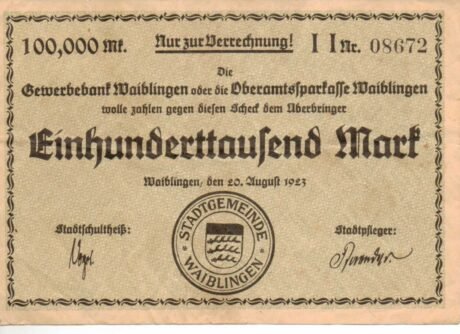 100,000 Mk. Nur zur Verrechnung! I I Nr. 08672
Die
Gewerbebank Waiblingen oder die Oberamtssparkasse Waiblingen
wolle zahlen gegen diesen Scheck dem Überbringer
Einhunderttausend Mark
Waiblingen, den 20. August 1923
Stadtschultheiß: Stadtpfleger:
STADTGEMEINDE
WAIBLINGEN
Vogel